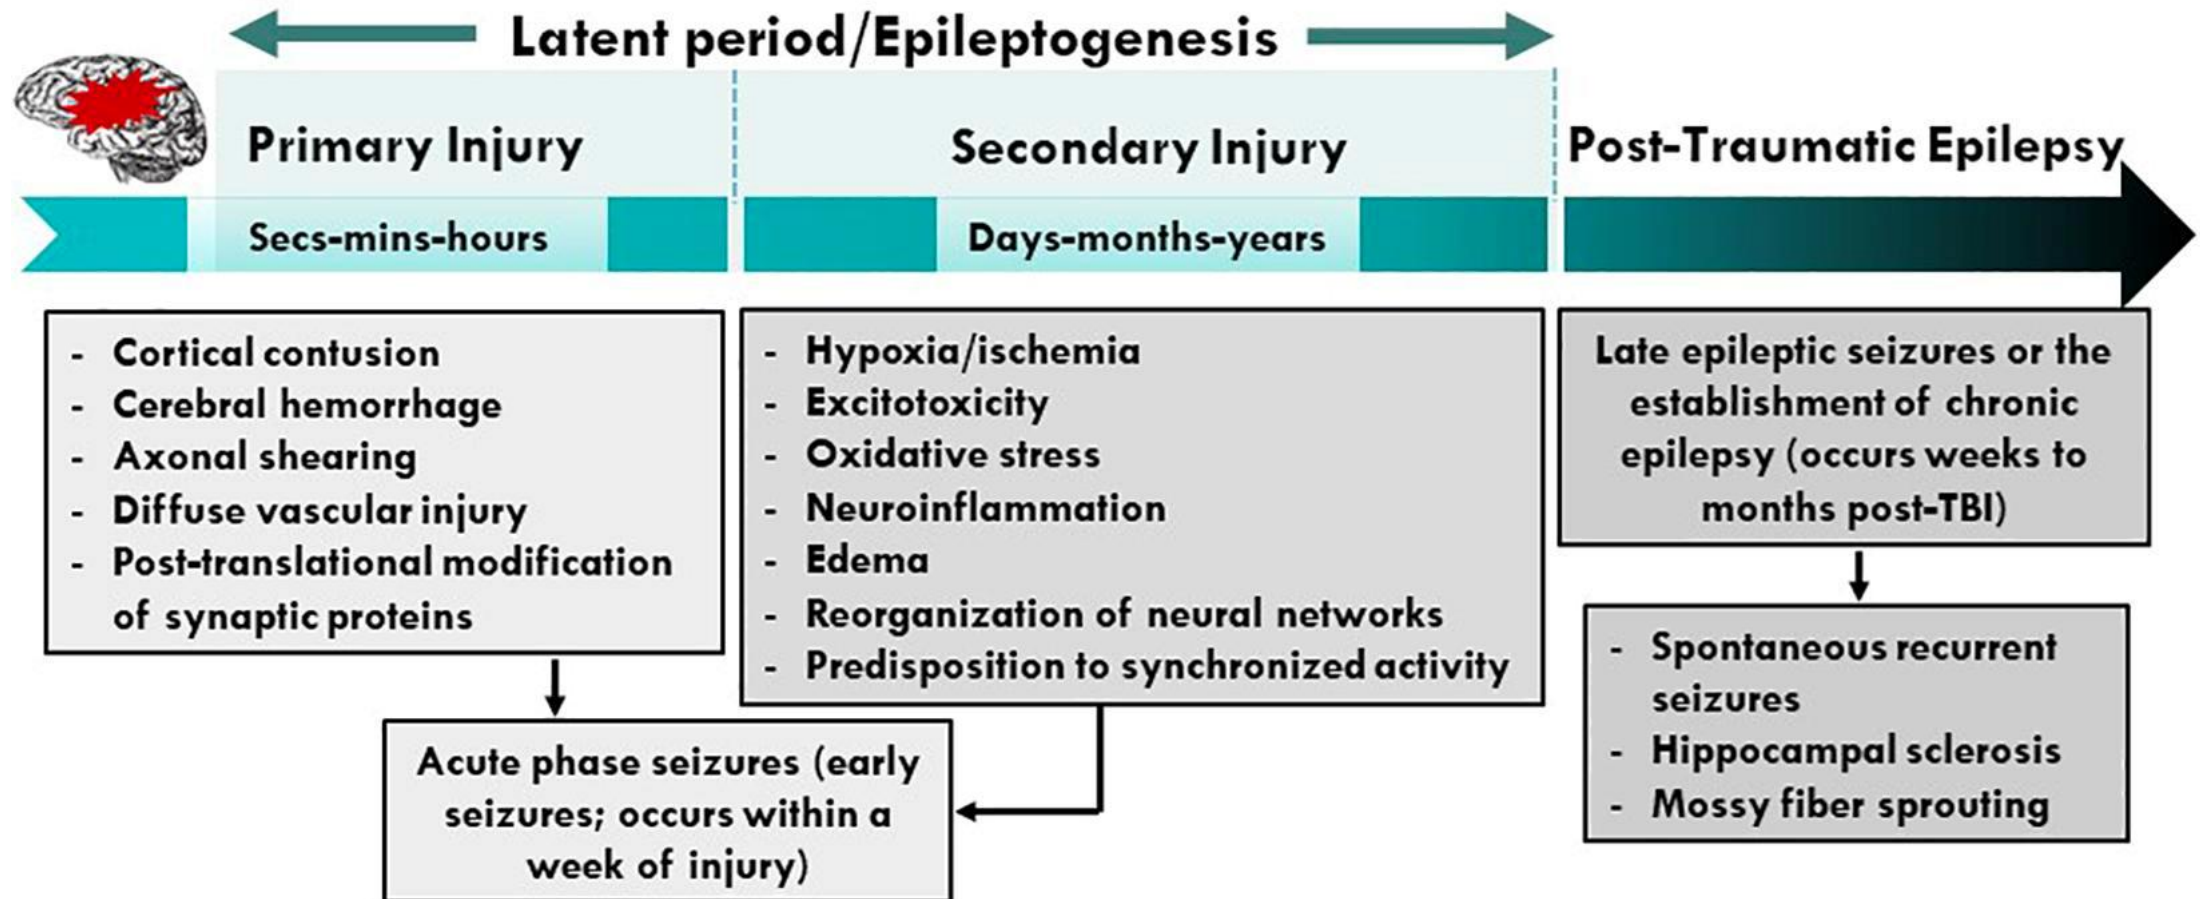 Latent period/Epileptogenesis
Primary Injury
Secondary Injury
Post-Traumatic Epilepsy
Secs-mins-hours
Days-months-years
- Cortical contusion
- Cerebral hemorrhage
- Axonal shearing
- Diffuse vascular injury
- Post-translational modification
of synaptic proteins
- Hypoxia/ischemia
- Excitotoxicity
- Oxidative stress
- Neuroinflammation
- Edema
- Reorganization of neural networks
- Predisposition to synchronized activity
Late epileptic seizures or the
establishment of chronic
epilepsy (occurs weeks to
months post-TBI)
Acute phase seizures (early
seizures; occurs within a
week of injury)
- Spontaneous recurrent
seizures
- Hippocampal sclerosis
- Mossy fiber sprouting